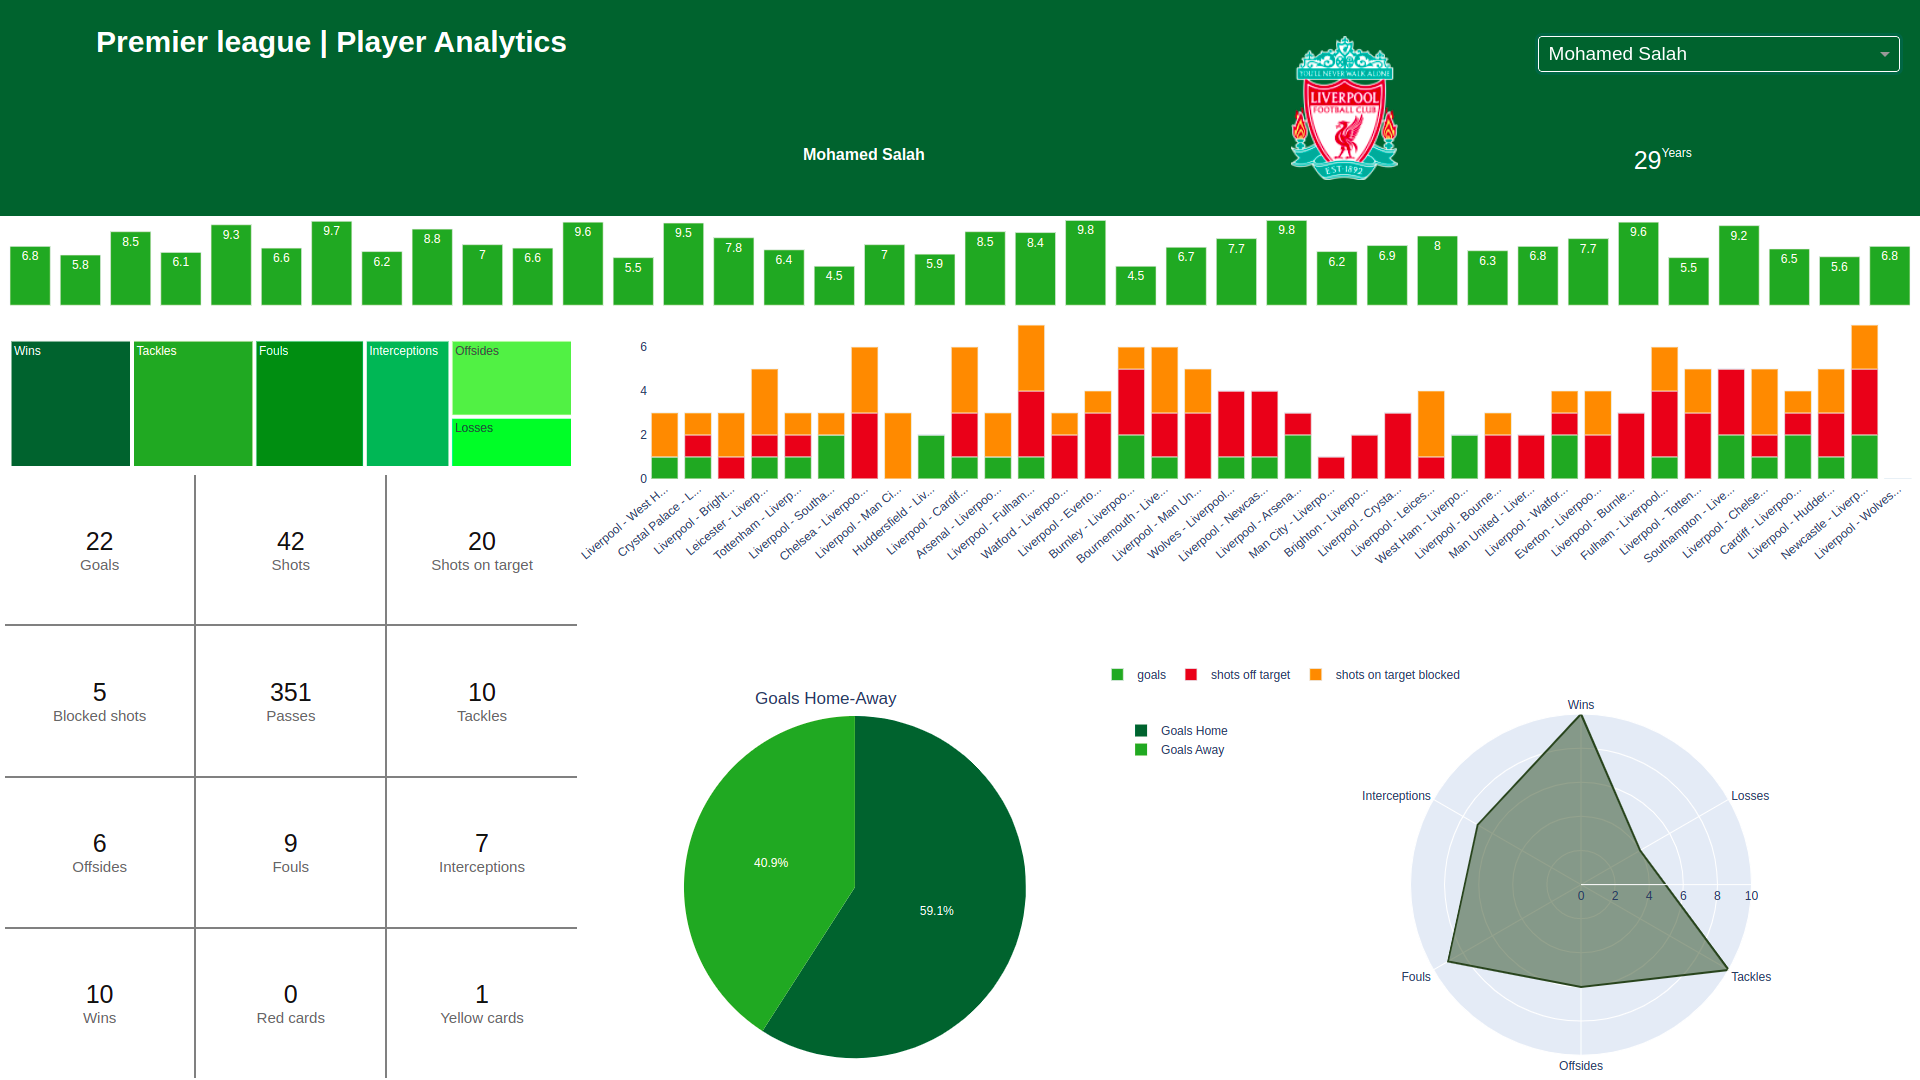 Premier league | Player Analytics
YOU'LL NEVER WALK ALONE
LIVERPOOL
FOOTBALL CLUB
EST·1892
Mohamed Salah
Mohamed Salah
29 Years
6.8 5.8 8.5 6.1 9.3 6.6 9.7 6.2 8.8 7 6.6 9.6 5.5 9.5 7.8 6.4 4.5 7 5.9 8.5 8.4 9.8 4.5 6.7 7.7 9.8 6.2 6.9 8 6.3 6.8 7.7 9.6 5.5 9.2 6.5 5.6 6.8
Wins Tackles Fouls Interceptions Offsides
Losses
6
4
2
0
Liverpool - West H...
Crystal Palace - L...
Liverpool - Bright...
Leicester - Liverp...
Tottenham - Liverp...
Liverpool - Southa...
Chelsea - Liverpoo...
Liverpool - Man Ci...
Huddersfield - Liv...
Liverpool - Cardif...
Arsenal - Liverpoo...
Liverpool - Fulham...
Watford - Liverpoo...
Liverpool - Everto...
Burnley - Liverpoo...
Bournemouth - Live...
Liverpool - Man Un...
Wolves - Liverpool...
Liverpool - Newcas...
Liverpool - Arsena...
Man City - Liverpo...
Brighton - Liverpo...
Liverpool - Crysta...
Liverpool - Leices...
West Ham - Liverpo...
Liverpool - Bourne...
Man United - Liver...
Liverpool - Watfor...
Everton - Liverpoo...
Liverpool - Burnle...
Fulham - Liverpool...
Liverpool - Totten...
Southampton - Live...
Liverpool - Chelse...
Cardiff - Liverpoo...
Liverpool - Hudder...
Newcastle - Liverp...
Liverpool - Wolves...
goals shots off target shots on target blocked
22 42 20
Goals Shots Shots on target
5 351 10
Blocked shots Passes Tackles
6 9 7
Offsides Fouls Interceptions
10 0 1
Wins Red cards Yellow cards
Goals Home-Away
Goals Home
Goals Away
40.9%
59.1%
Wins
Interceptions Losses
0 2 4 6 8 10
Fouls Tackles
Offsides